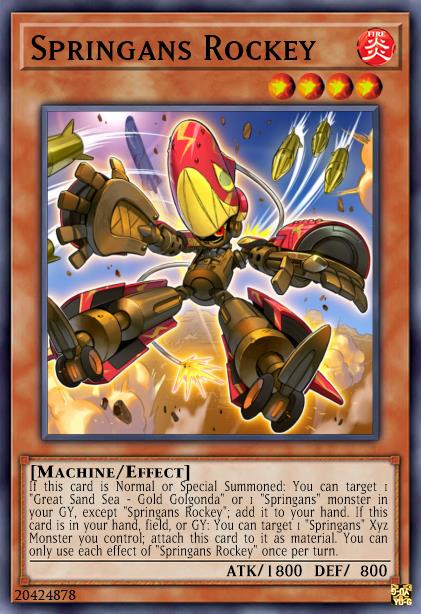 Springans Rockey
FIRE
炎
[Machine/Effect]
If this card is Normal or Special Summoned: You can target 1
"Great Sand Sea - Gold Golgonda" or 1 "Springans" monster in
your GY, except "Springans Rockey"; add it to your hand. If this
card is in your hand, field, or GY: You can target 1 "Springans" Xyz
Monster you control; attach this card to it as material. You can
only use each effect of "Springans Rockey" once per turn.
ATK/1800 DEF/ 800
20424878